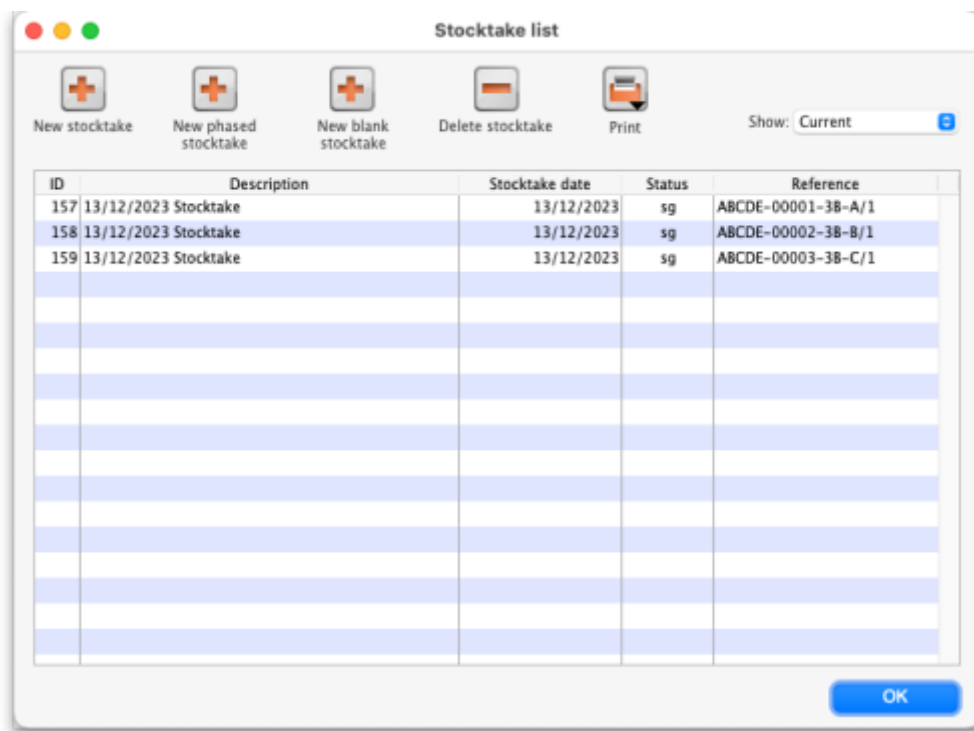 Stocktake list
New stocktake
New phased
stocktake
New blank
stocktake
Delete stocktake
Print
Show: Current
ID Description Stocktake date Status Reference
157 13/12/2023 Stocktake 13/12/2023 sg ABCDE-00001-3B-A/1
158 13/12/2023 Stocktake 13/12/2023 sg ABCDE-00002-3B-B/1
159 13/12/2023 Stocktake 13/12/2023 sg ABCDE-00003-3B-C/1
OK